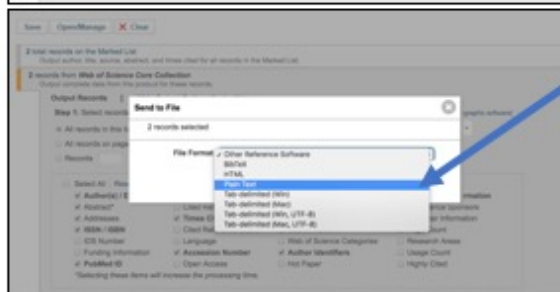 Save Open/Manage Clear
2 total records on the Marked List
Output author, title, source, abstract, and times cited for all records in the Marked List.
2 records from Web of Science Core Collection
Output complete data from this product for these records.
Output Records
Step 1: Select records
Send to File
2 records selected
All records in this
All records on page
Records
File Format
Other Reference Software
BibTeX
HTML
Plain Text
Tab-delimited (Win)
Tab-delimited (Mac)
Tab-delimited (Win, UTF-8)
Tab-delimited (Mac, UTF-8)
Select All
Author(s) / E
Abstract*
Addresses Times
ISSN / ISBN Cited
IDS Number Language Web of Science Categories Research Areas
Funding Information Accession Number Author Identifiers Usage Count
PubMed ID Open Access Hot Paper Highly Cited
*Selecting these items will increase the processing time.